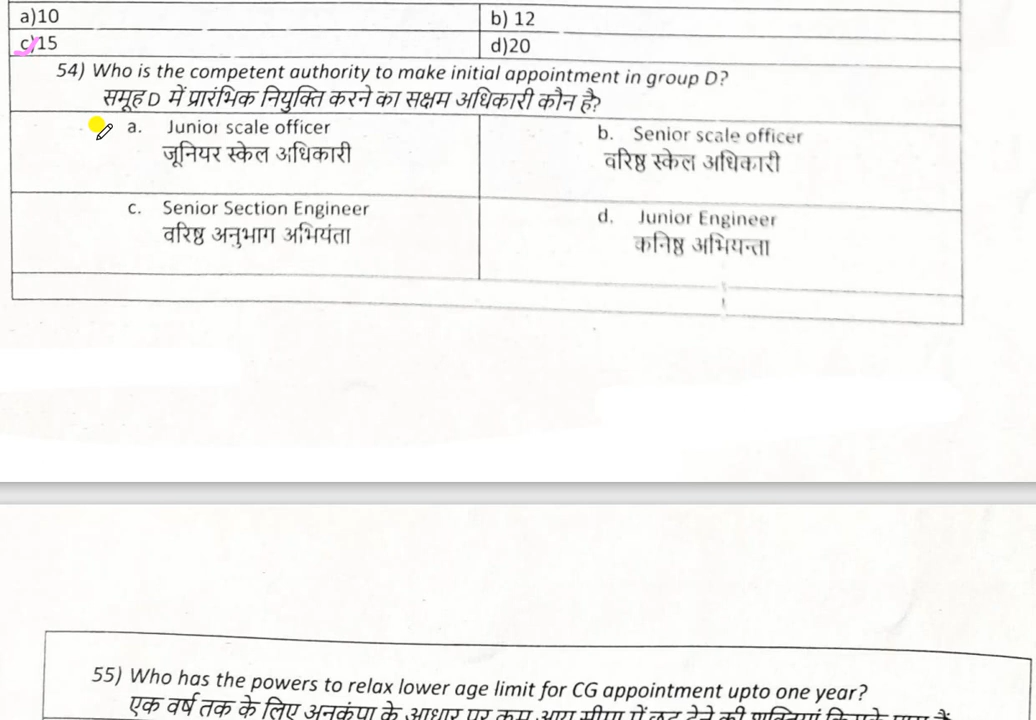 a)10
b) 12
c)15
d)20
54) Who is the competent authority to make initial appointment in group D?
समूह D में प्रारंभिक नियुक्ति करने का सक्षम अधिकारी कौन है?
a. Junior scale officer
जूनियर स्केल अधिकारी
b. Senior scale officer
वरिष्ठ स्केल अधिकारी
c. Senior Section Engineer
वरिष्ठ अनुभाग अभियंता
d. Junior Engineer
कनिष्ठ अभियन्ता
55) Who has the powers to relax lower age limit for CG appointment upto one year?
एक वर्ष तक के लिए अनुकंपा के आधार पर कम आयु सीमा में छूट देने की शक्तियां किसके पास हैं